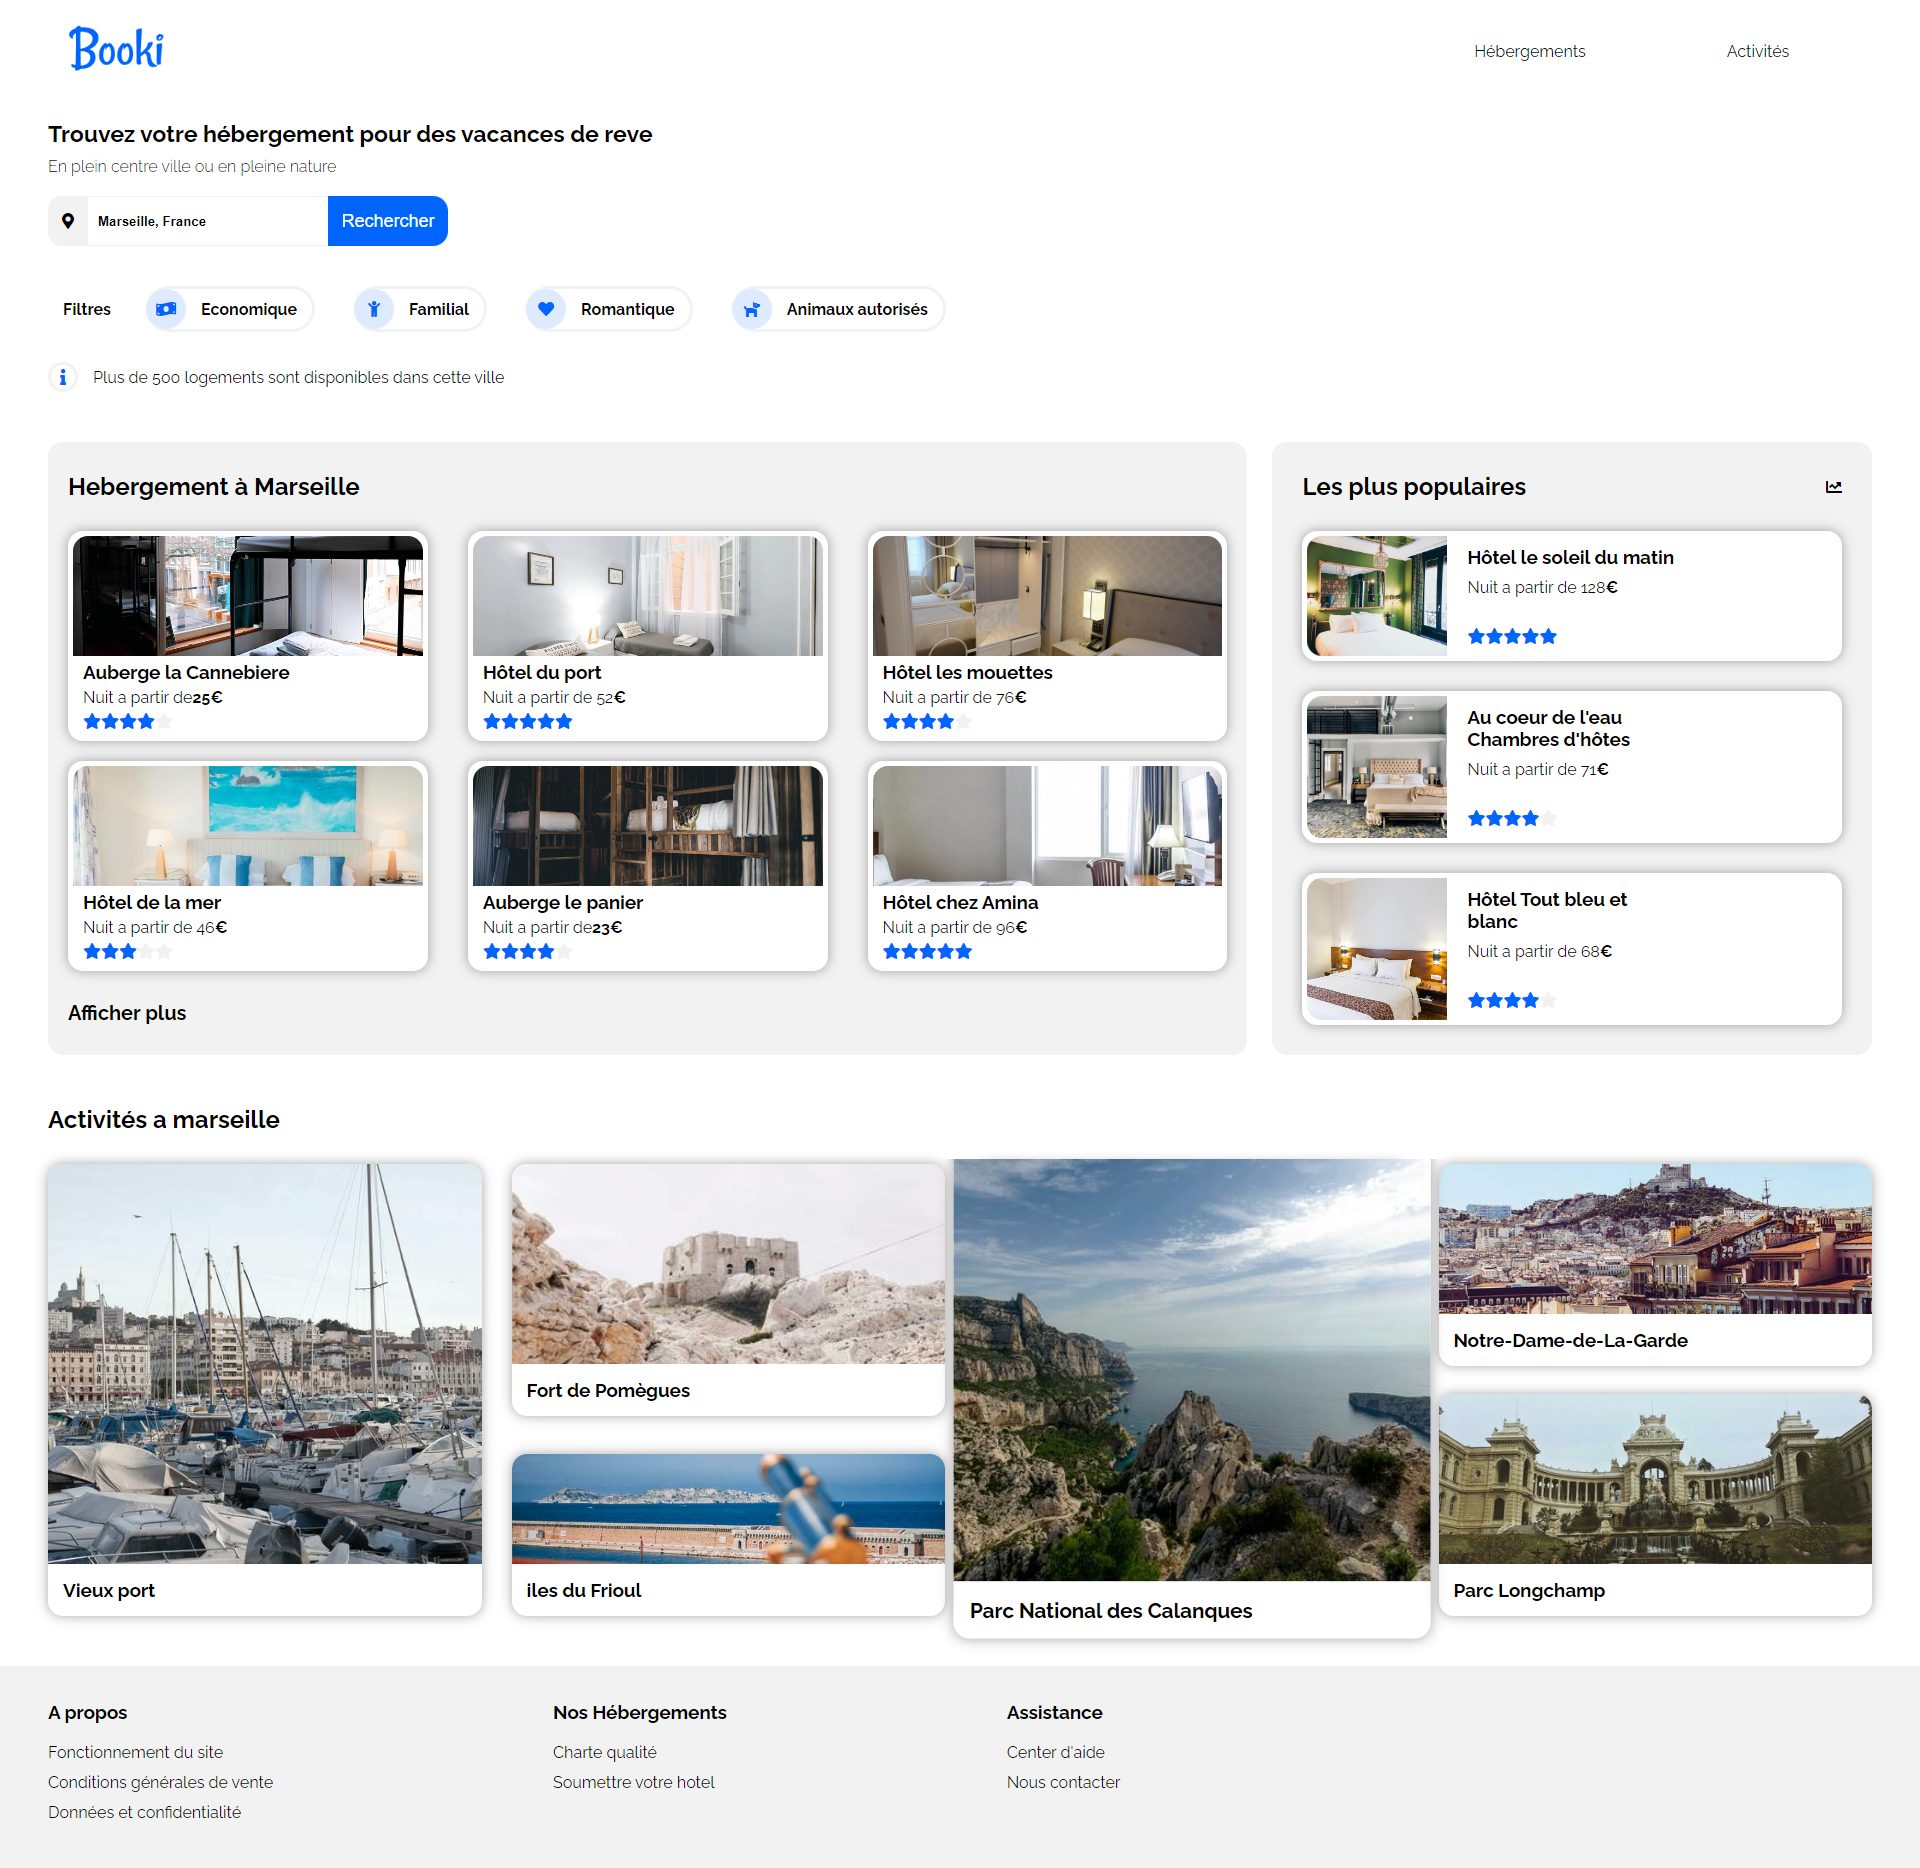 Booki
Hébergements
Activités
Trouvez votre hébergement pour des vacances de reve
En plein centre ville ou en pleine nature
Marseille, France
Rechercher
Filtres
Economique
Familial
Romantique
Animaux autorisés
Plus de 500 logements sont disponibles dans cette ville
Hebergement à Marseille
Auberge la Cannebiere
Nuit a partir de25€
Hôtel du port
Nuit a partir de 52€
Hôtel les mouettes
Nuit a partir de 76€
Hôtel de la mer
Nuit a partir de 46€
Auberge le panier
Nuit a partir de23€
Hôtel chez Amina
Nuit a partir de 96€
Afficher plus
Les plus populaires
Hôtel le soleil du matin
Nuit a partir de 128€
Au coeur de l'eau
Chambres d'hôtes
Nuit a partir de 71€
Hôtel Tout bleu et
blanc
Nuit a partir de 68€
Activités a marseille
Vieux port
Fort de Pomègues
iles du Frioul
Parc National des Calanques
Notre-Dame-de-La-Garde
Parc Longchamp
A propos
Fonctionnement du site
Conditions générales de vente
Données et confidentialité
Nos Hébergements
Charte qualité
Soumettre votre hotel
Assistance
Center d'aide
Nous contacter